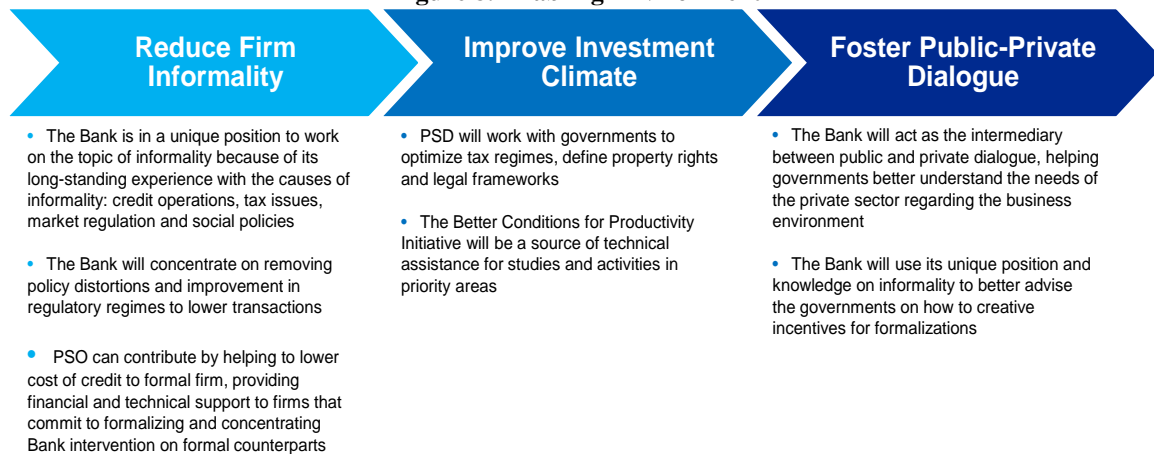 Reduce Firm
Informality
• The Bank is in a unique position to work
on the topic of informality because of its
long-standing experience with the causes of
informality: credit operations, tax issues,
market regulation and social policies
• The Bank will concentrate on removing
policy distortions and improvement in
regulatory regimes to lower transactions
• PSO can contribute by helping to lower
cost of credit to formal firm, providing
financial and technical support to firms that
commit to formalizing and concentrating
Bank intervention on formal counterparts
Improve Investment
Climate
• PSD will work with governments to
optimize tax regimes, define property rights
and legal frameworks
• The Better Conditions for Productivity
Initiative will be a source of technical
assistance for studies and activities in
priority areas
Foster Public-Private
Dialogue
• The Bank will act as the intermediary
between public and private dialogue, helping
governments better understand the needs of
the private sector regarding the business
environment
• The Bank will use its unique position and
knowledge on informality to better advise
the governments on how to creative
incentives for formalizations